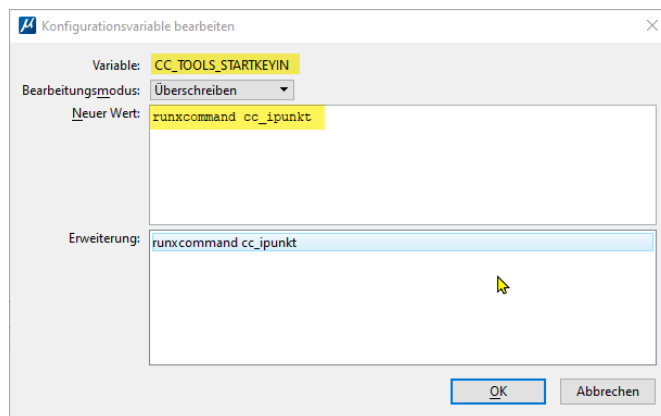 Konfigurationsvariable bearbeiten
Variable: CC_TOOLS_STARTKEYIN
Bearbeitungsmodus: Überschreiben
Neuer Wert: runxcommand cc_ipunkt
Erweiterung: runxcommand cc_ipunkt
OK Abbrechen